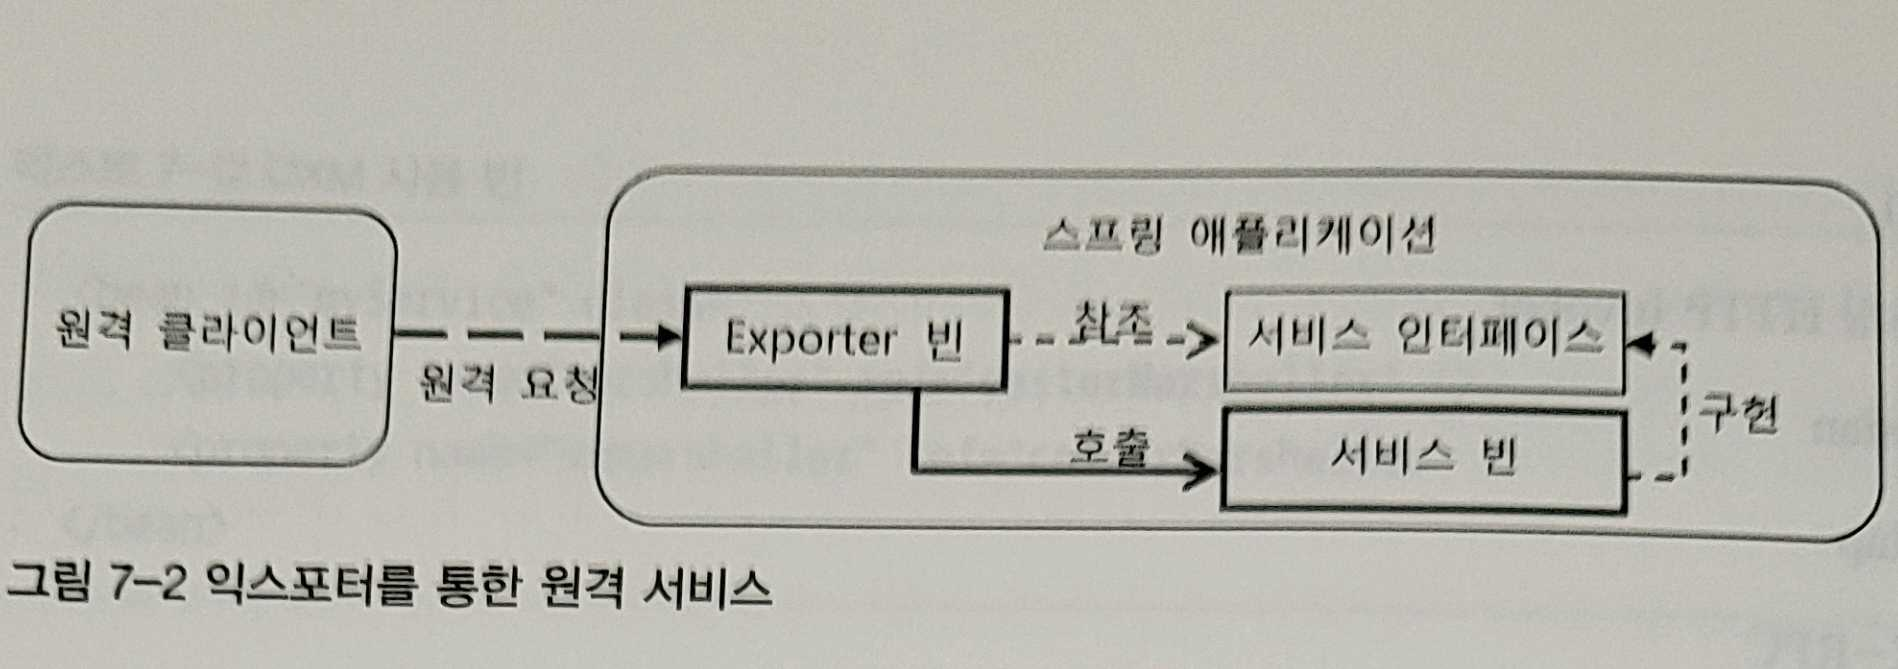 스프링 애플리케이션
원격 클라이언트
원격 요청
Exporter 빈
참조
서비스 인터페이스
호출
서비스 빈
구현
그림 7-2 익스포터를 통한 원격 서비스